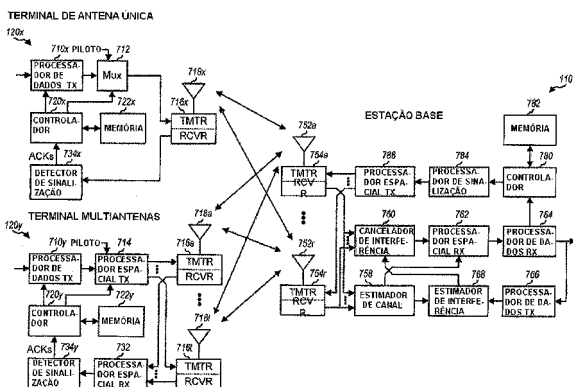 TERMINAL DE ANTENA ÚNICA
120x
710x PILOTO 712
PROCESSA-
DOR DE
DADOS TX
Mux
720x
722x
CONTROLA-
DOR
MEMÓRIA
ACKs
734x
DETECTOR
DE SINALI-
ZAÇÃO
718x
716x
TMTR
RCVR
TERMINAL MULTIANTENAS
120y
710y PILOTO 714
PROCESSA-
DOR DE
DADOS TX
PROCESSA-
DOR ESPA-
CIAL TX
720y
722y
CONTROLA-
DOR
MEMÓRIA
ACKs
734y
732
DETECTOR
DE SINALI-
ZAÇÃO
PROCESSA-
DOR ESPA-
CIAL RX
718a
716a
TMTR
RCVR
716t
TMTR
RCVR
ESTAÇÃO BASE
110
752a
754a
TMTR
RCV
R
752r
754r
TMTR
RCV
R
786
PROCESSA-
DOR ESPA-
CIAL TX
784
PROCESSA-
DOR DE SINA-
LIZAÇÃO
782
MEMÓRIA
780
CONTROLA-
DOR
760
CANCELADOR
DE INTERFE-
RÊNCIA
762
PROCESSA-
DOR ESPA-
CIAL RX
764
PROCESSA-
DOR DE DA-
DOS RX
758
ESTIMADOR
DE CANAL
768
ESTIMADOR
DE INTERFE-
RÊNCIA
766
PROCESSA-
DOR DE DA-
DOS TX